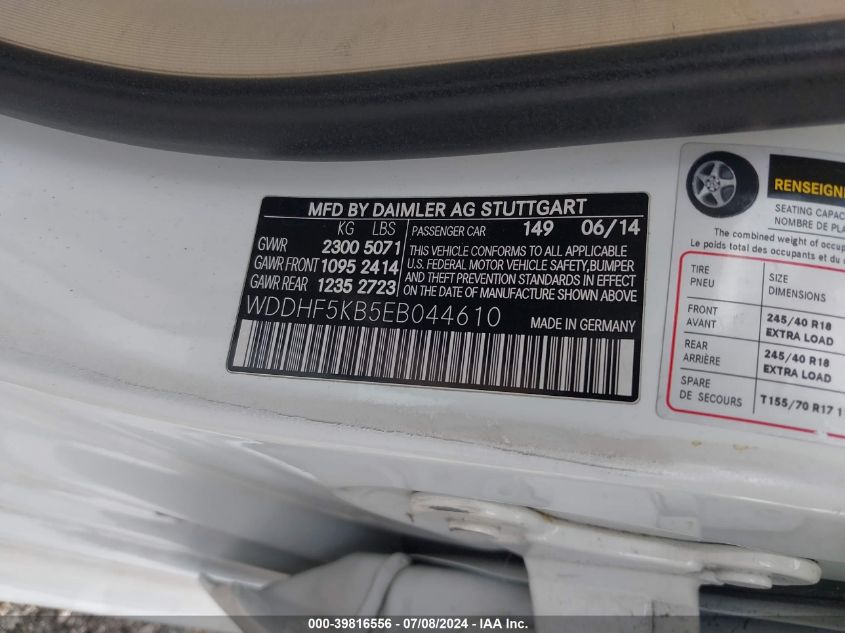 MFD BY DAIMLER AG STUTTGART
KG LBS PASSENGER CAR 149 06/14
GVWR 2300 5071
GAWR FRONT 1095 2414
GAWR REAR 1235 2723
THIS VEHICLE CONFORMS TO ALL APPLICABLE
U.S. FEDERAL MOTOR VEHICLE SAFETY, BUMPER
AND THEFT PREVENTION STANDARDS IN EFFECT
ON THE DATE OF MANUFACTURE SHOWN ABOVE
WDDHF5KB5EB044610
MADE IN GERMANY
SEATING
NOMBRE DE
The combined weight of
Le poids total des occupants et du
TIRE SIZE
PNEU DIMENSIONS
FRONT 245/40 R18
AVANT EXTRA LOAD
REAR 245/40 R18
ARRIÈRE EXTRA LOAD
SPARE T155/70 R17
DE SECOURS
000-39816556 - 07/08/2024 - IAA Inc.